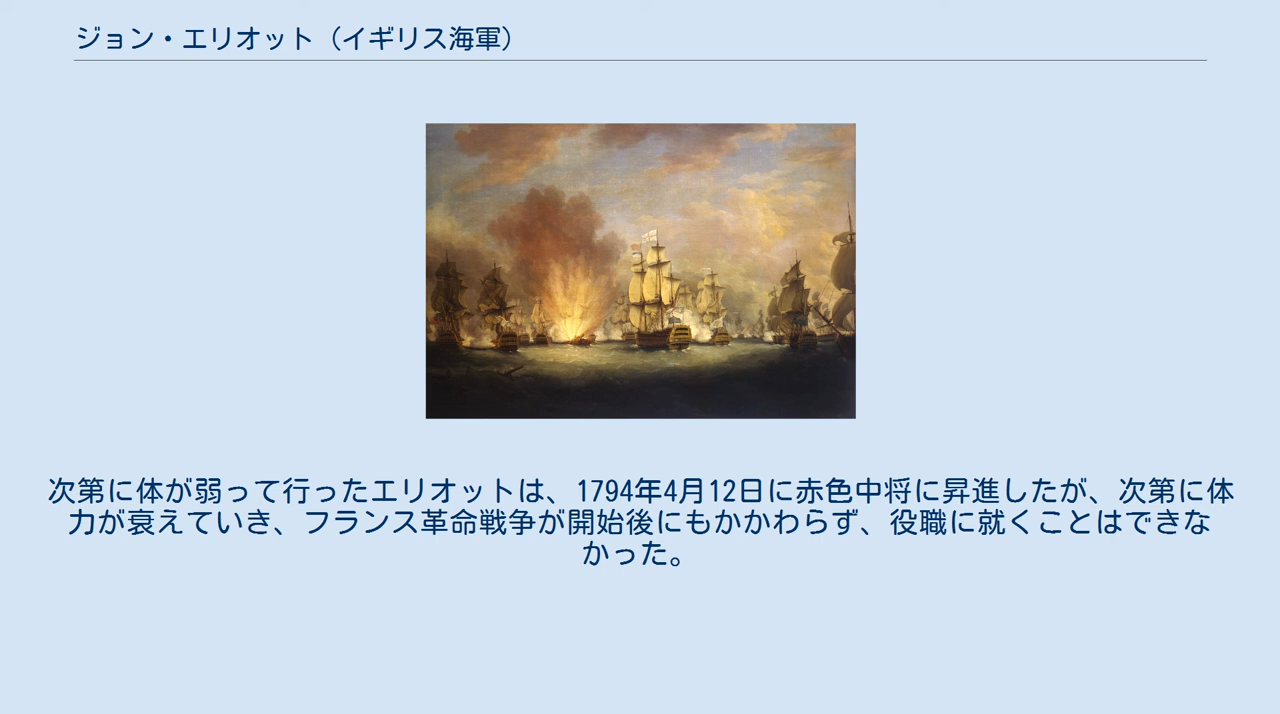 ジョン・エリオット（イギリス海軍）
次第に体が弱って行ったエリオットは、1794年4月12日に赤色中将に昇進したが、次第に体
力が衰えていき、フランス革命戦争が開始後にもかかわらず、役職に就くことはできな
かった。